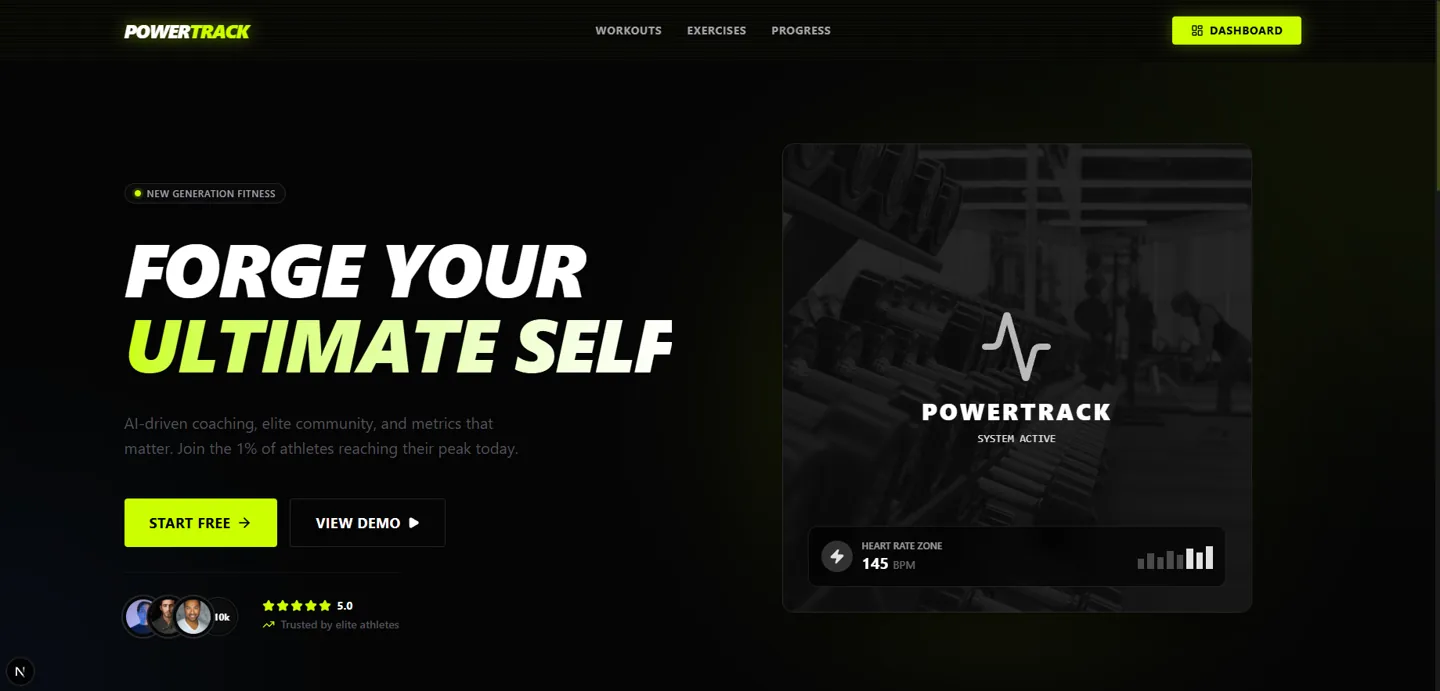 POWERTRACK
WORKOUTS EXERCISES PROGRESS
DASHBOARD
NEW GENERATION FITNESS
FORGE YOUR
ULTIMATE SELF
AI-driven coaching, elite community, and metrics that
matter. Join the 1% of athletes reaching their peak today.
START FREE
VIEW DEMO
10k
5.0
Trusted by elite athletes
POWERTRACK
SYSTEM ACTIVE
HEART RATE ZONE
145 BPM
N